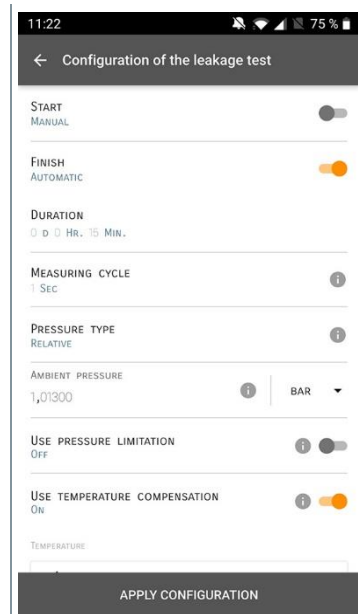 11:22
75 %
Configuration of the leakage test
START
MANUAL
FINISH
AUTOMATIC
DURATION
0 D 0 HR. 15 MIN.
MEASURING CYCLE
1 SEC
PRESSURE TYPE
RELATIVE
AMBIENT PRESSURE
1,01300
BAR
USE PRESSURE LIMITATION
OFF
USE TEMPERATURE COMPENSATION
ON
TEMPERATURE
APPLY CONFIGURATION